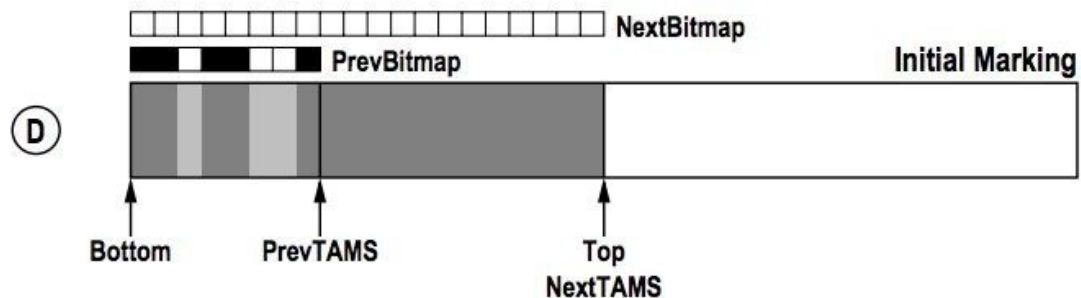 NextBitmap
PrevBitmap
Initial Marking
D
Bottom
PrevTAMS
Top
NextTAMS